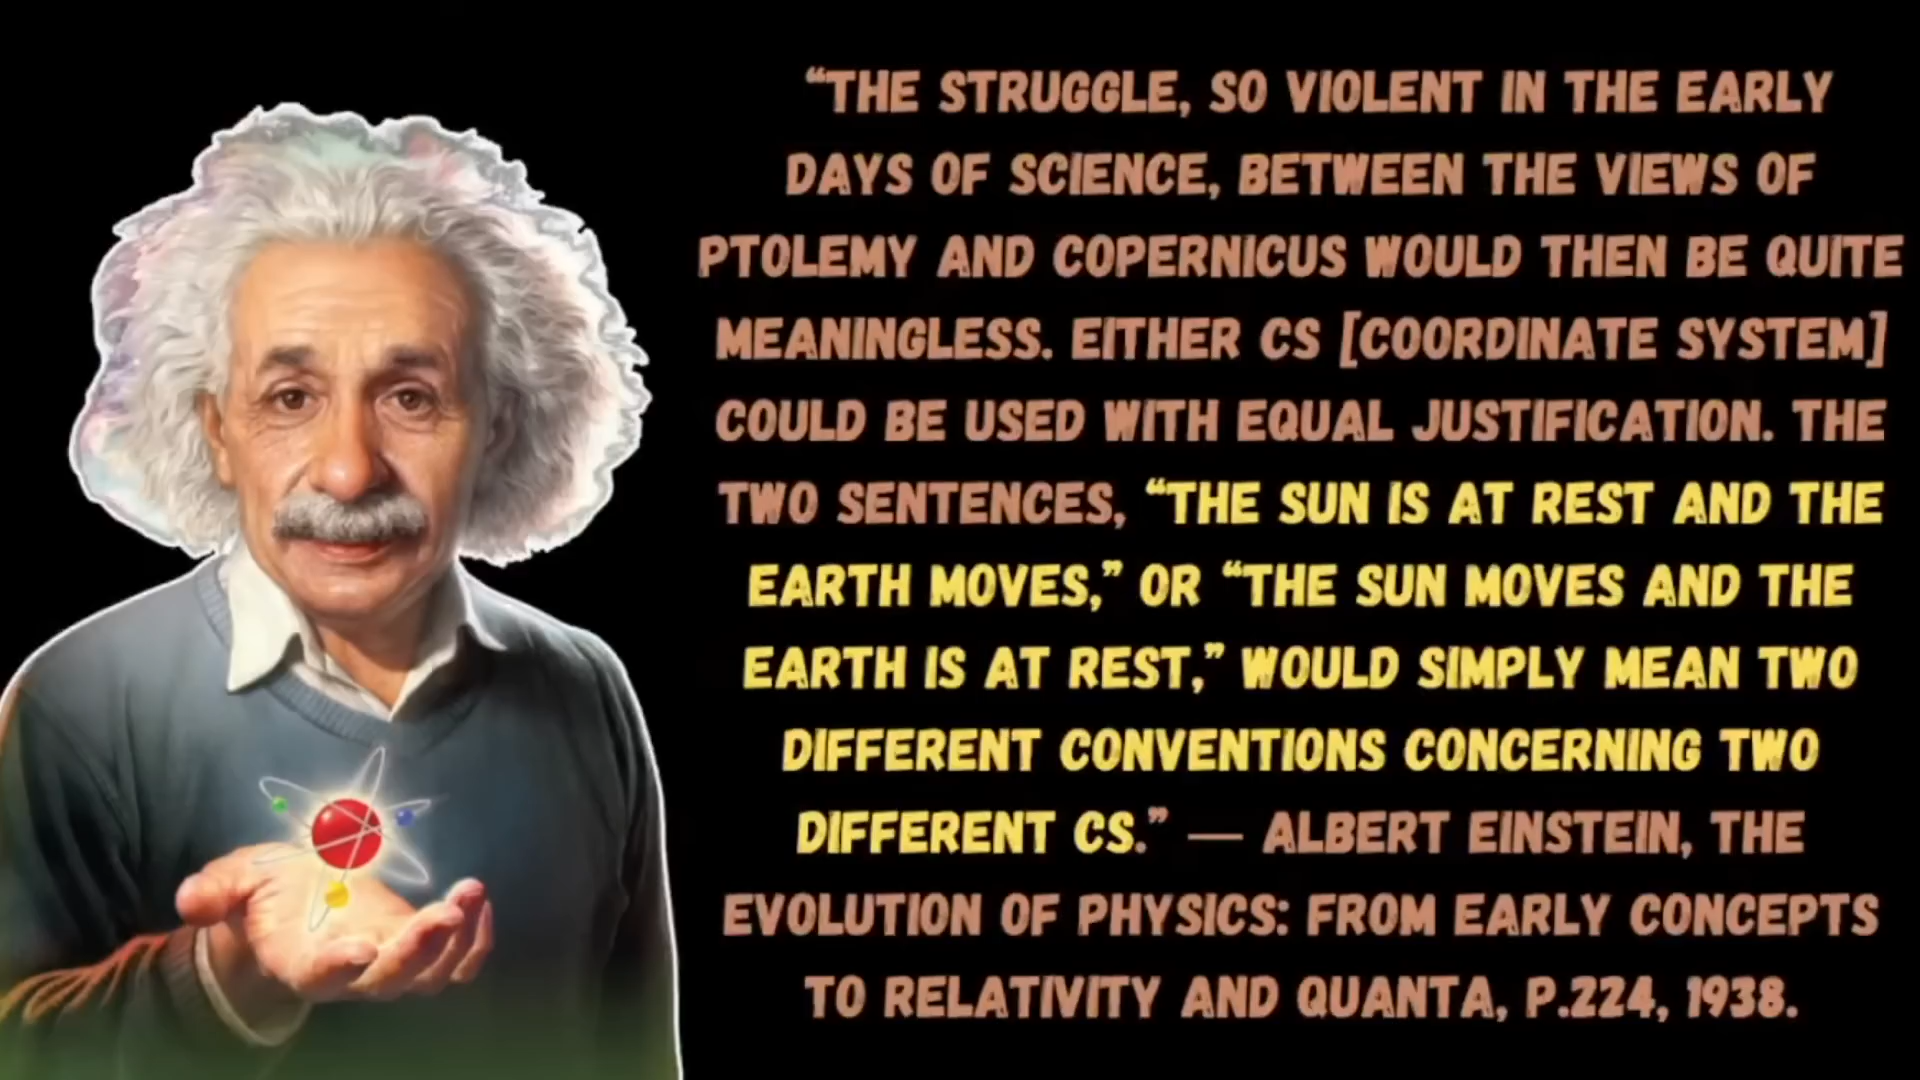 “THE STRUGGLE, SO VIOLENT IN THE EARLY
DAYS OF SCIENCE, BETWEEN THE VIEWS OF
PTOLEMY AND COPERNICUS WOULD THEN BE QUITE
MEANINGLESS. EITHER CS [COORDINATE SYSTEM]
COULD BE USED WITH EQUAL JUSTIFICATION. THE
TWO SENTENCES, “THE SUN IS AT REST AND THE
EARTH MOVES,” OR “THE SUN MOVES AND THE
EARTH IS AT REST,” WOULD SIMPLY MEAN TWO
DIFFERENT CONVENTIONS CONCERNING TWO
DIFFERENT CS.” — ALBERT EINSTEIN, THE
EVOLUTION OF PHYSICS: FROM EARLY CONCEPTS
TO RELATIVITY AND QUANTA, P.224, 1938.